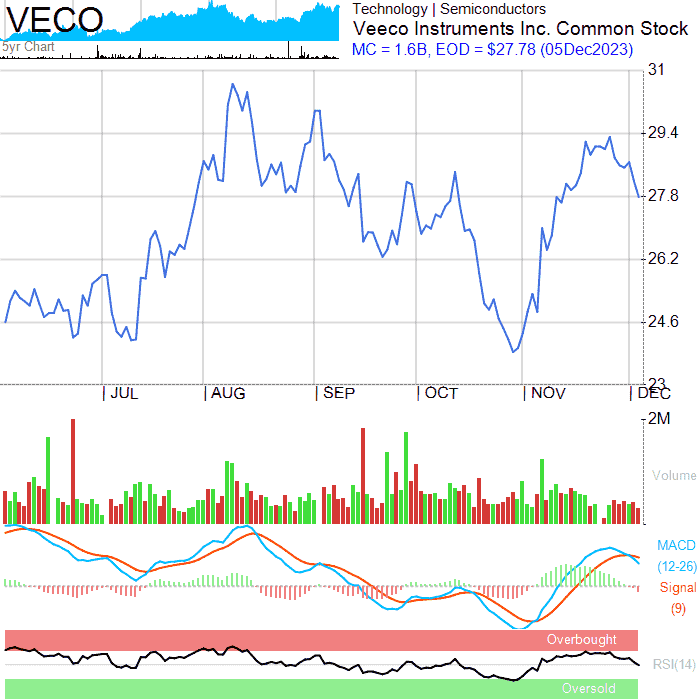 VECO
5yr Chart
Technology | Semiconductors
Veeco Instruments Inc. Common Stock
MC = 1.6B, EOD = $27.78 (05Dec2023)
31
29.4
27.8
26.2
24.6
23
| JUL | AUG | SEP | OCT | NOV | DEC
2M
Volume
MACD
(12-26)
Signal
(9)
Overbought
RSI(14)
Oversold